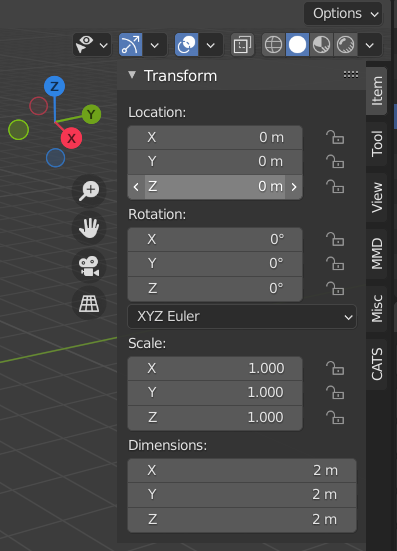 Options
Z
Y
X
Transform
Location:
X 0 m
Y 0 m
Z 0 m
Rotation:
X 0°
Y 0°
Z 0°
XYZ Euler
Scale:
X 1.000
Y 1.000
Z 1.000
Dimensions:
X 2 m
Y 2 m
Z 2 m
Item
Tool
View
MMD
Misc
CATS